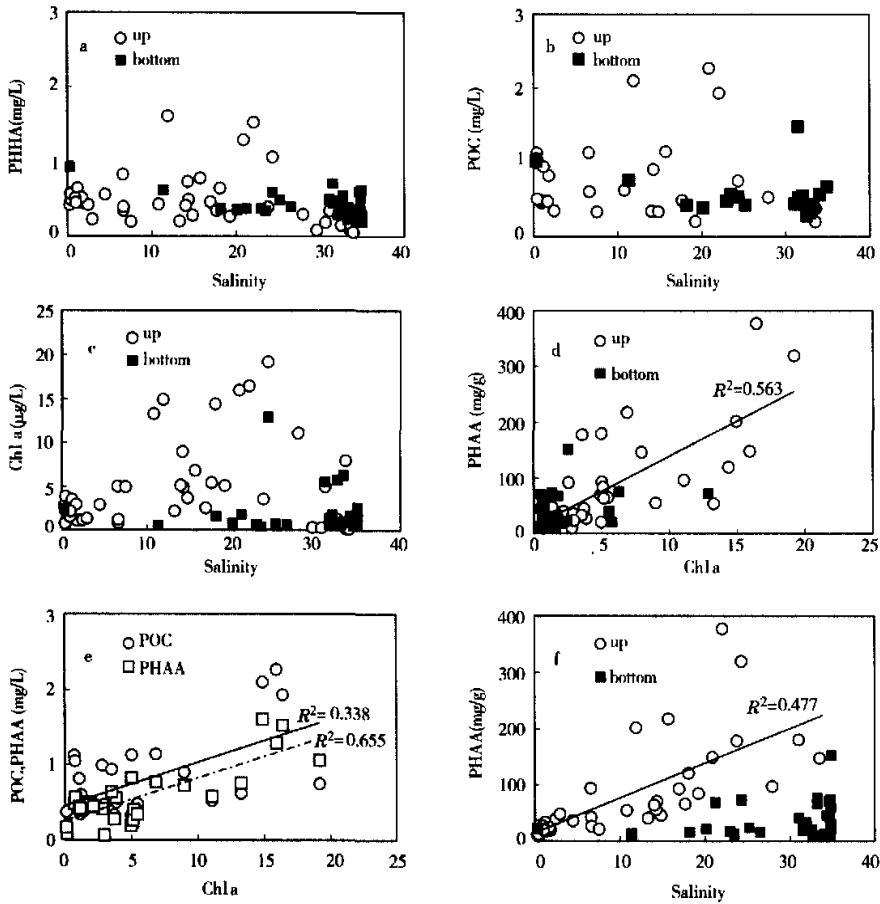 3
2
1
0
PHHA(mg/L)
a
up
bottom
0
10
20
30
40
Salinity
3
2
1
0
POC (mg/L)
b
up
bottom
0
10
20
30
40
Salinity
25
20
15
10
5
0
Chl a(μg/L)
c
up
bottom
0
10
20
30
40
Salinity
400
300
200
100
0
PHAA (mg/g)
d
up
bottom
R²=0.563
0
5
10
15
20
Chla
3
2
1
0
POC,PHAA (mg/L)
e
POC
PHAA
R²=0.338
R²=0.655
0
5
10
15
20
25
Chla
400
300
200
100
0
PHAA(mg/g)
f
up
bottom
R²=0.477
0
10
20
30
40
Salinity